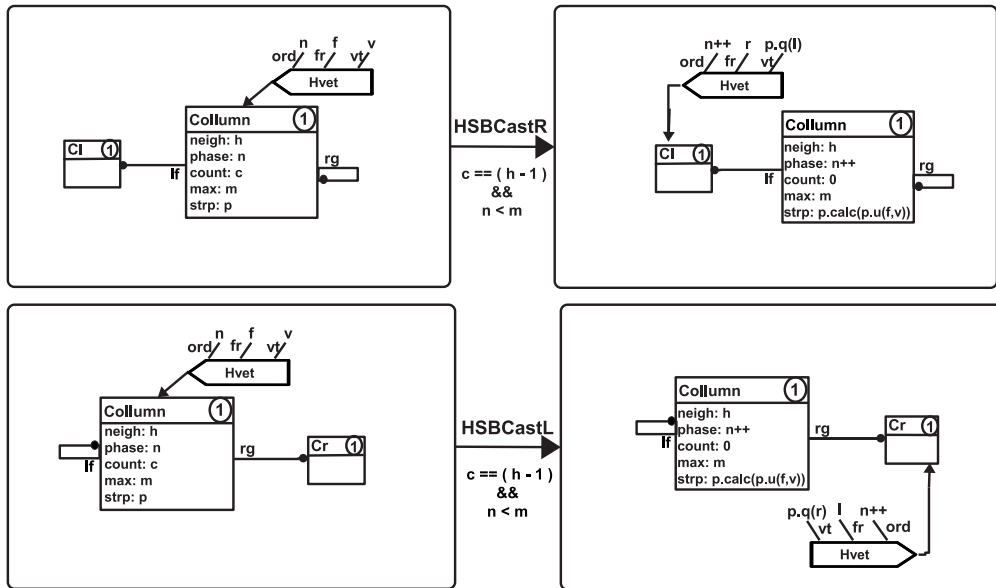 n f v
ord fr vt
Hvet
Collumn 1
neigh: h
phase: n
count: c
max: m
strp: p
Cl 1
lf
rg
HSBCastR
c == ( h - 1 )
&&
n < m
n++ r p.q(l)
ord fr vt
Hvet
Cl 1
lf
Collumn 1
neigh: h
phase: n++
count: 0
max: m
strp: p.calc(p.u(f,v))
rg
n f v
ord fr vt
Hvet
Collumn 1
neigh: h
phase: n
count: c
max: m
strp: p
lf
rg
Cr 1
HSBCastL
c == ( h - 1 )
&&
n < m
Collumn 1
neigh: h
phase: n++
count: 0
max: m
strp: p.calc(p.u(f,v))
lf
rg
Cr 1
p.q(r) l n++
vt fr ord
Hvet